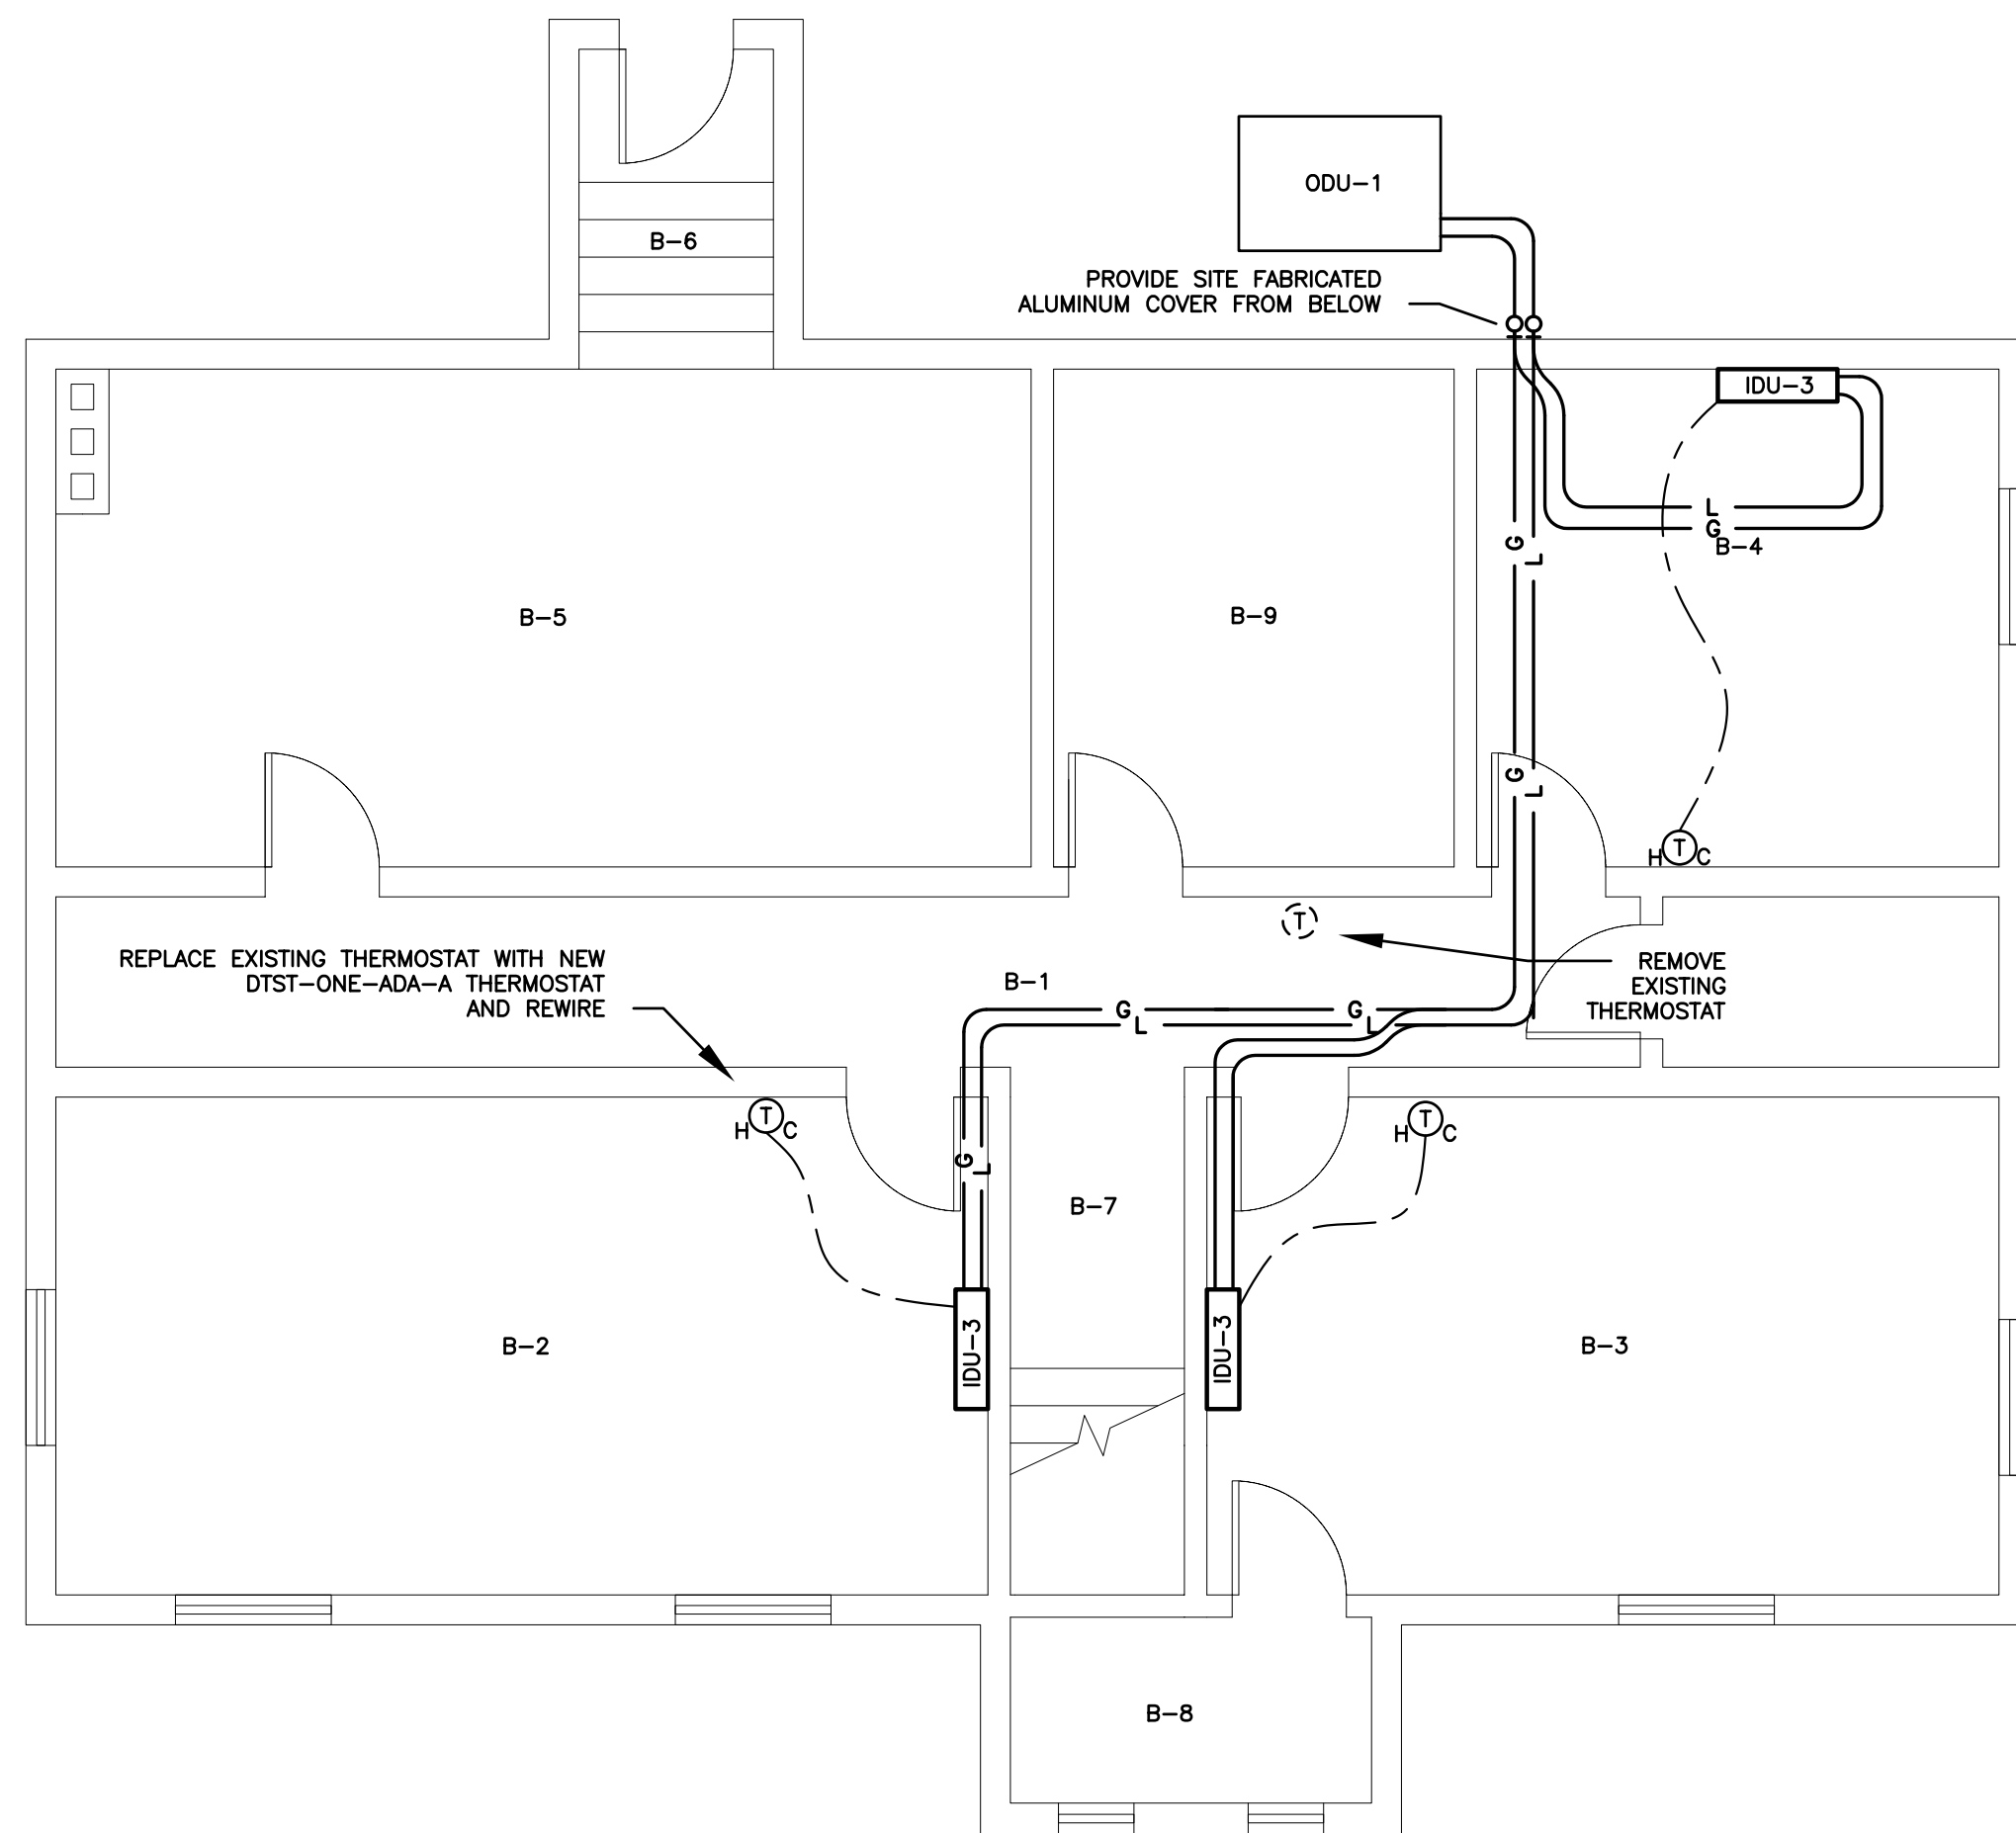 ODU-1
B-6
PROVIDE SITE FABRICATED
ALUMINUM COVER FROM BELOW
IDU-3
L
G
B-4
G
L
B-5
B-9
G
L
H T C
T
REPLACE EXISTING THERMOSTAT WITH NEW
DTST-ONE-ADA-A THERMOSTAT
AND REWIRE
REMOVE
EXISTING
THERMOSTAT
B-1
G
L
G
L
H T C
H T C
G
L
B-7
IDU-3
IDU-3
B-2
B-3
B-8